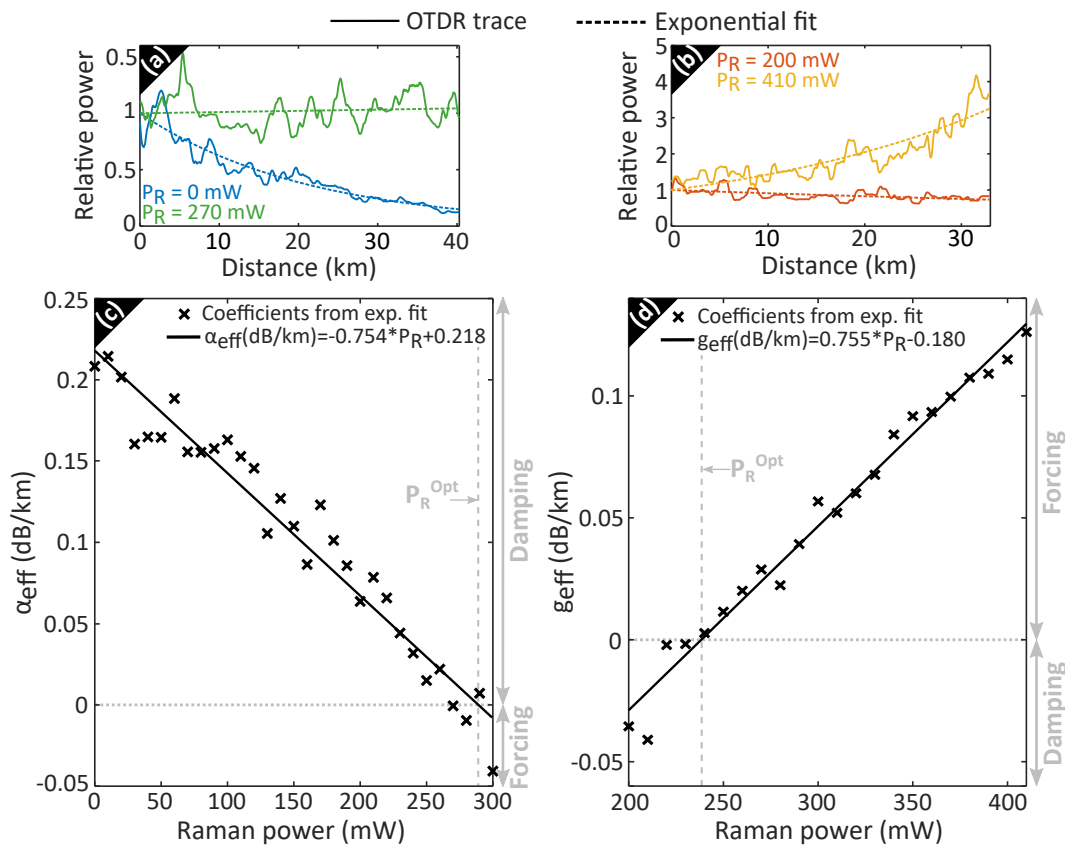 OTDR trace
Exponential fit
(a)
0.5
1
0.5
0
Relative power
P_R = 0 mW
P_R = 270 mW
0 10 20 30 40
Distance (km)
(b)
5
4
3
2
1
0
Relative power
P_R = 200 mW
P_R = 410 mW
0 10 20 30
Distance (km)
(c)
0.25
0.2
0.15
0.1
0.05
0
-0.05
α_eff (dB/km)
Coefficients from exp. fit
α_eff(dB/km)=-0.754*P_R+0.218
P_R^Opt
Damping
Forcing
0 50 100 150 200 250 300
Raman power (mW)
(d)
0.1
0.05
0
-0.05
g_eff (dB/km)
Coefficients from exp. fit
g_eff(dB/km)=0.755*P_R-0.180
P_R^Opt
Forcing
Damping
200 250 300 350 400
Raman power (mW)